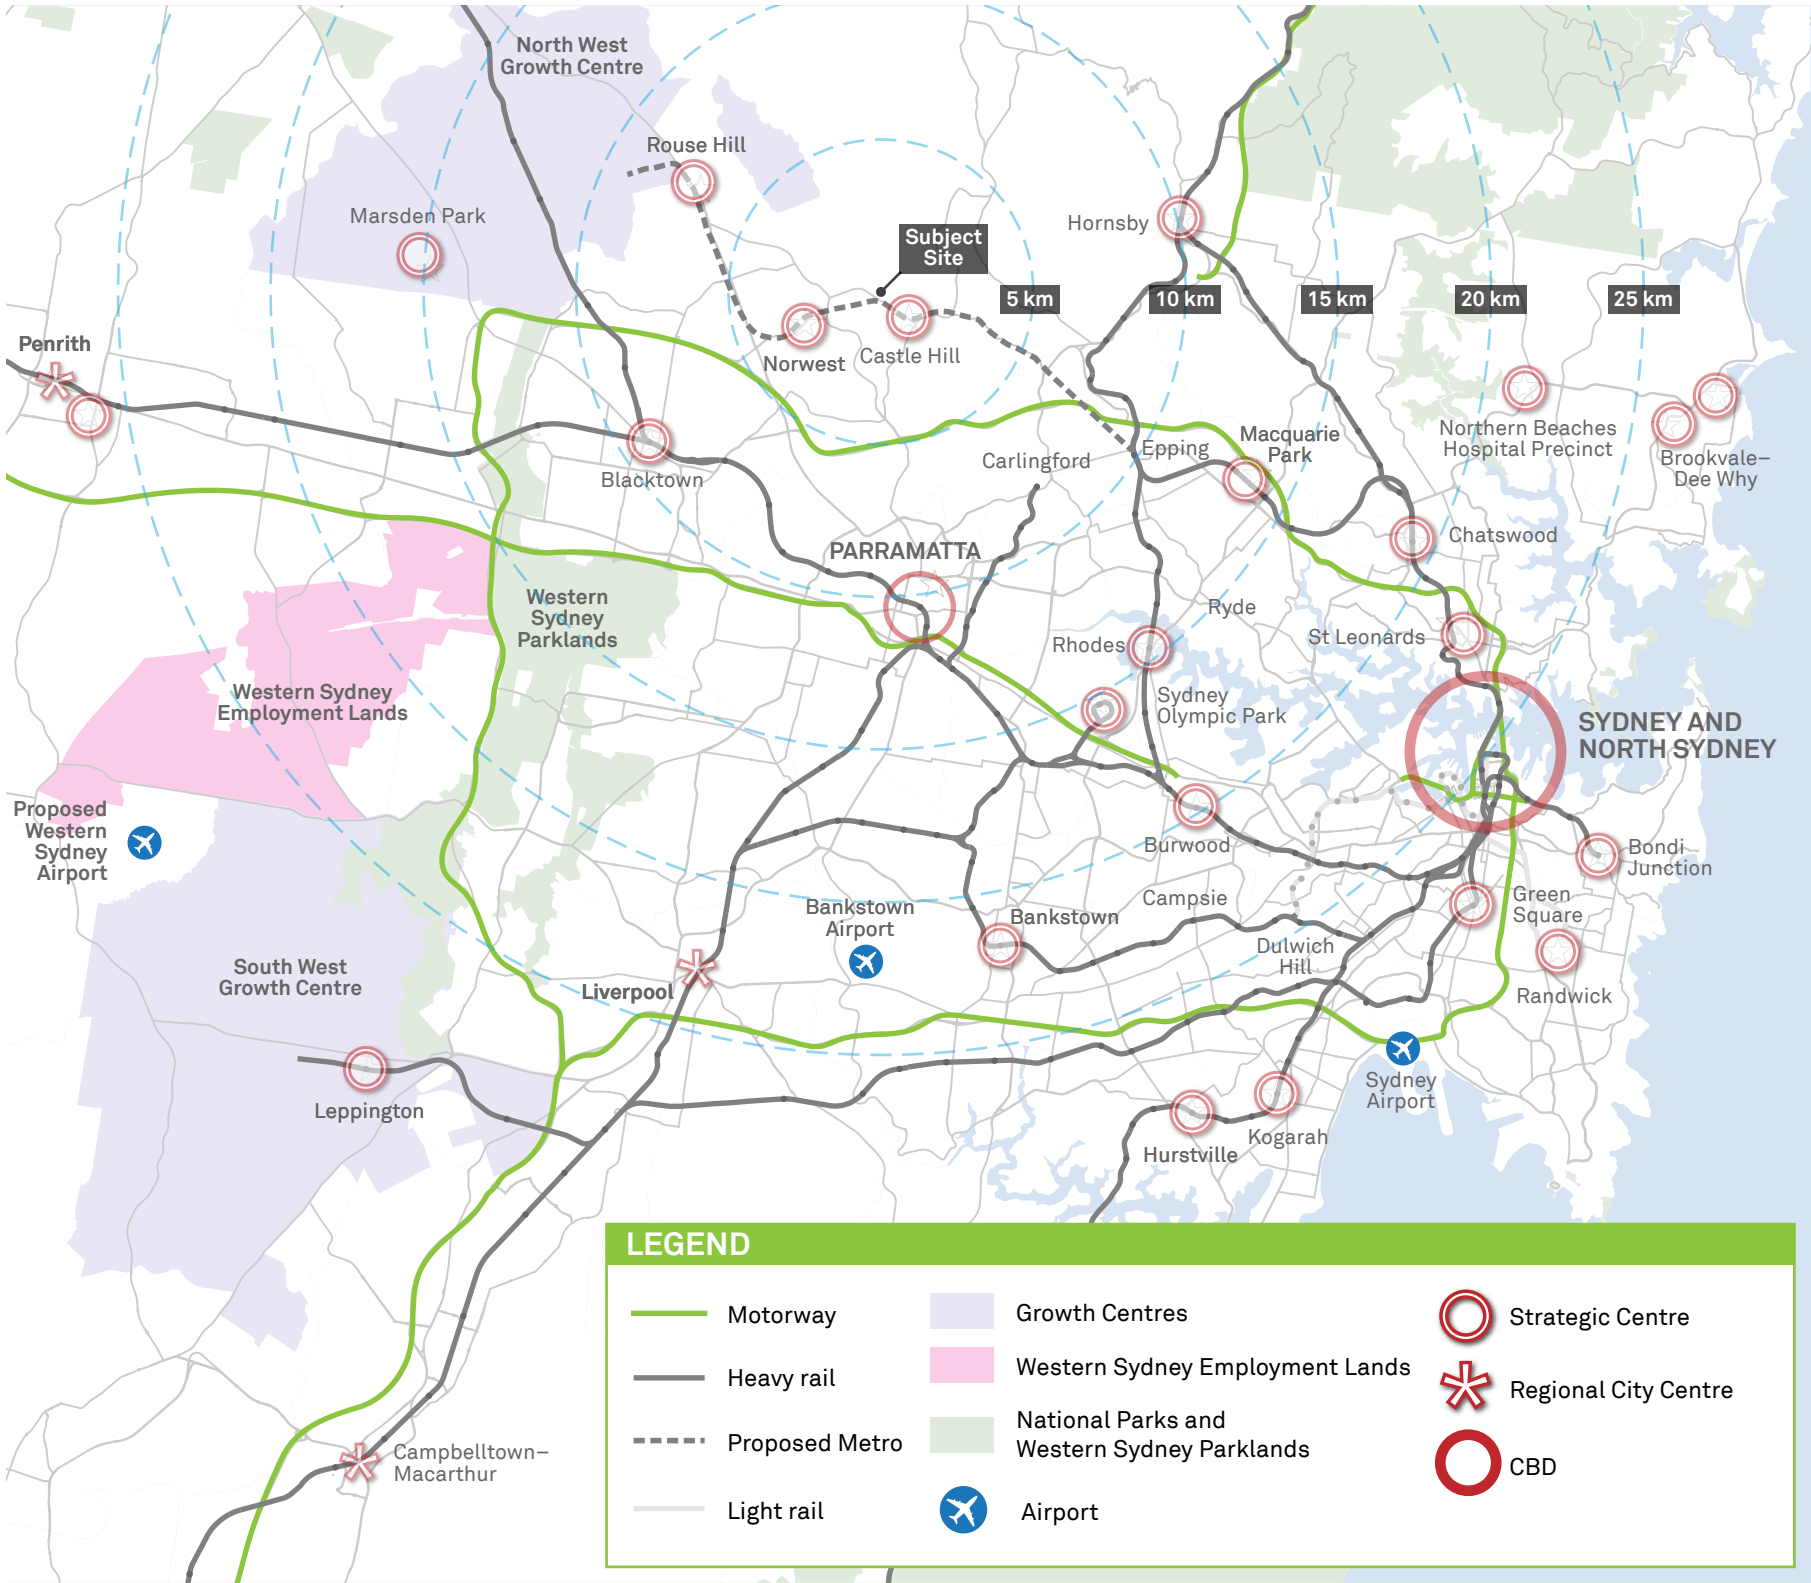 North West
Growth Centre
Rouse Hill
Marsden Park
Hornsby
Subject
Site
5 km
10 km
15 km
20 km
25 km
Penrith
Norwest
Castle Hill
Northern Beaches
Hospital Precinct
Brookvale–
Dee Why
Macquarie
Park
Epping
Carlingford
Blacktown
Chatswood
PARRAMATTA
Western
Sydney
Parklands
Ryde
St Leonards
Rhodes
Western Sydney
Employment Lands
Sydney
Olympic Park
SYDNEY AND
NORTH SYDNEY
Proposed
Western
Sydney
Airport
Burwood
Bondi
Junction
Campsie
Green
Square
Bankstown
Airport
Bankstown
Dulwich
Hill
South West
Growth Centre
Liverpool
Randwick
Sydney
Airport
Leppington
Kogarah
Hurstville
Campbelltown–
Macarthur
LEGEND
Motorway
Heavy rail
Proposed Metro
Light rail
Growth Centres
Western Sydney Employment Lands
National Parks and
Western Sydney Parklands
Airport
Strategic Centre
Regional City Centre
CBD